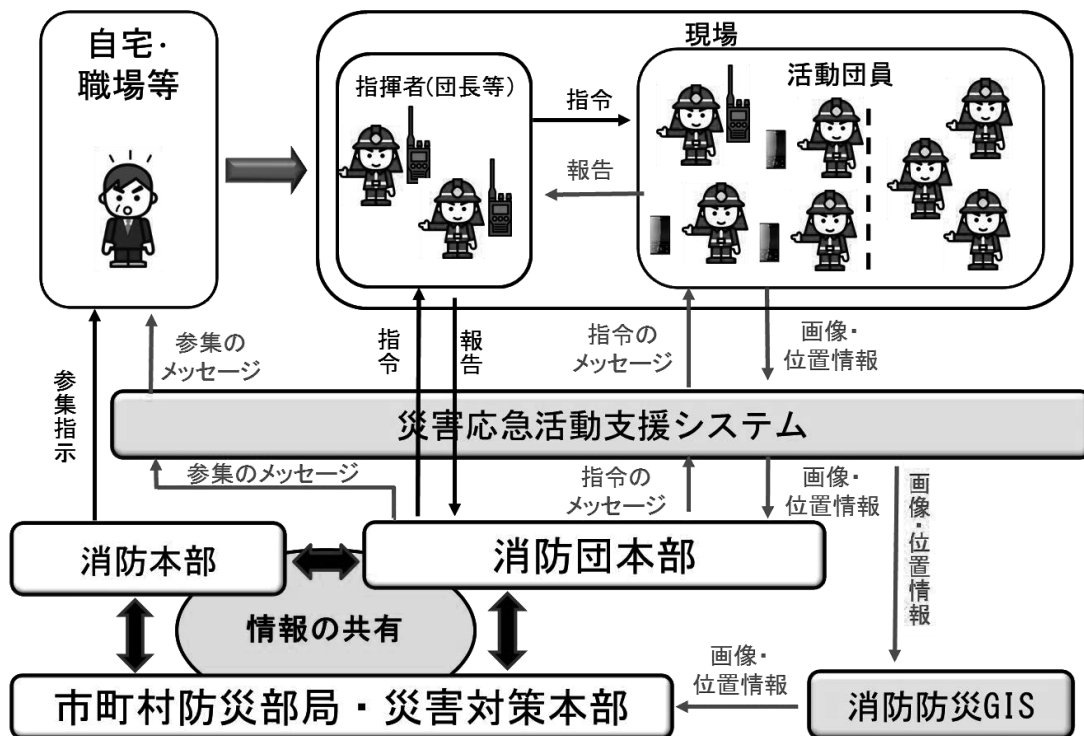 自宅・
職場等
現場
指揮者(団長等)
指令
報告
活動団員
参集指示
参集の
メッセージ
指令
報告
指令の
メッセージ
画像・
位置情報
災害応急活動支援システム
参集のメッセージ
指令の
メッセージ
画像・
位置情報
画像・位置情報
消防本部
消防団本部
情報の共有
画像・
位置情報
市町村防災部局・災害対策本部
消防防災GIS